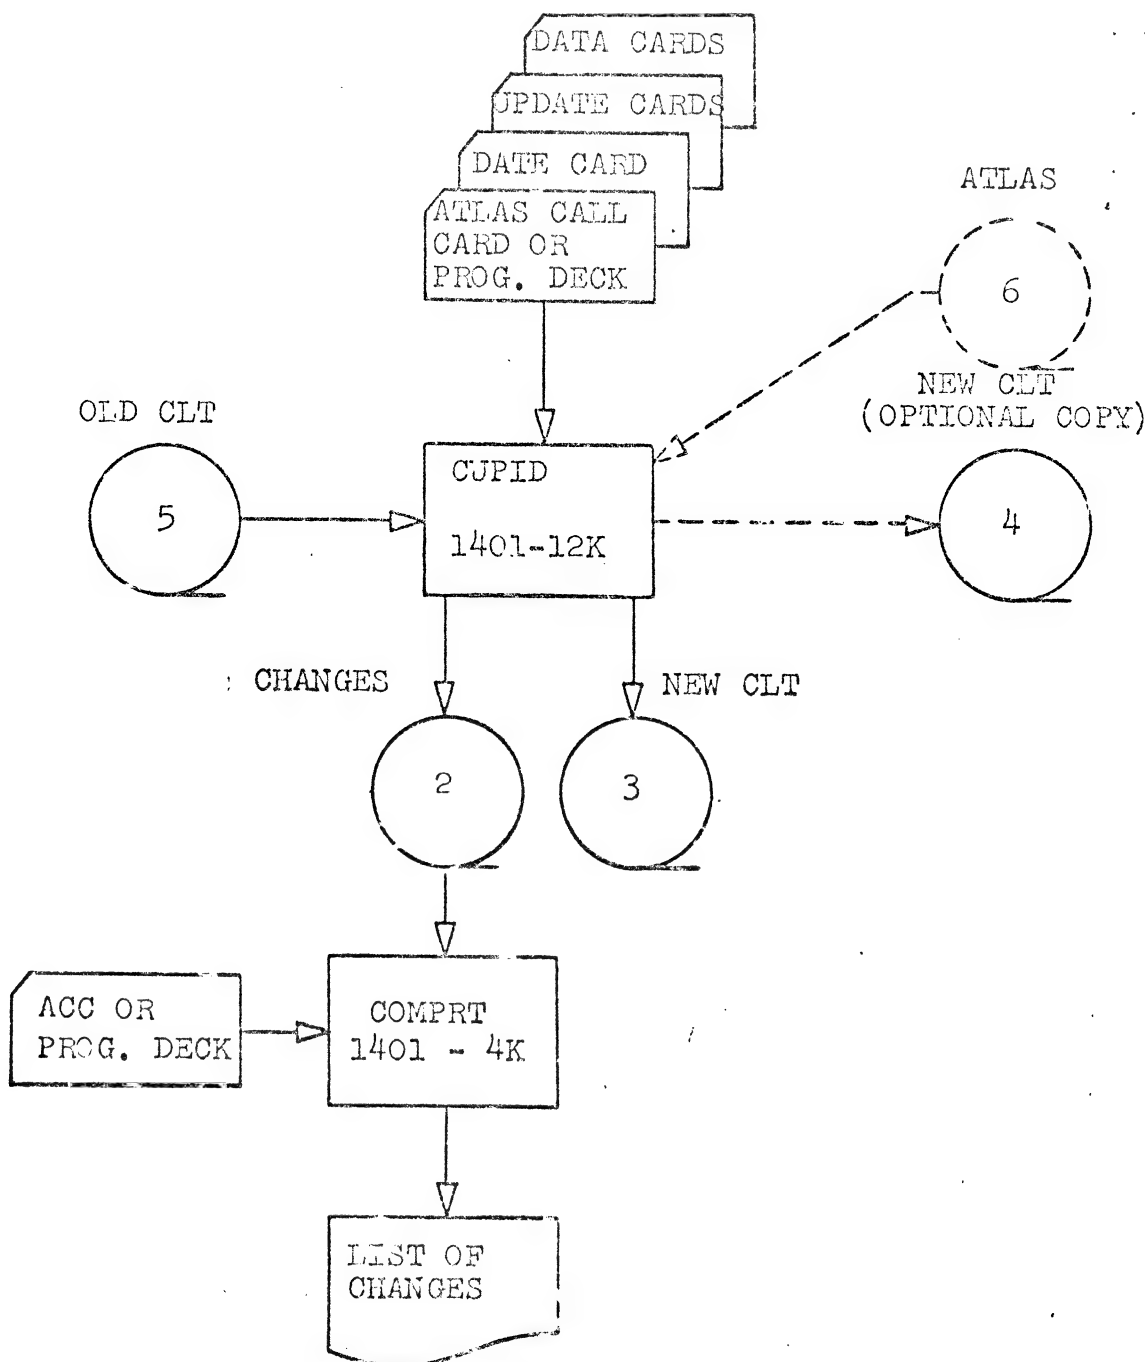 DATA CARDS
UPDATE CARDS
DATE CARD
ATLAS CALL
CARD OR
PROG. DECK
ATLAS
6
NEW CLT
(OPTIONAL COPY)
OLD CLT
5
CUPID
1401-12K
4
CHANGES
NEW CLT
2
3
ACC OR
PROG. DECK
COMPRT
1401 - 4K
LIST OF
CHANGES